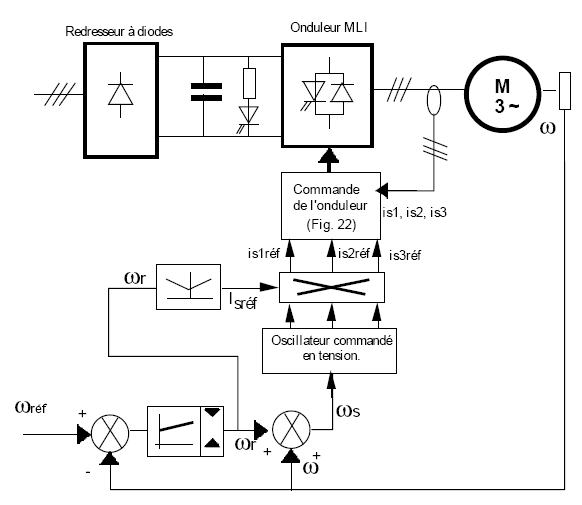 Redresseur à diodes
Onduleur MLI
M
3 ~
ω
Commande
de l'onduleur
(Fig. 22)
is1, is2, is3
is1réf
is2réf
is3réf
ωr
Isréf
Oscillateur commandé
en tension.
ωréf
+
-
ωr
+
ωs
ω
+